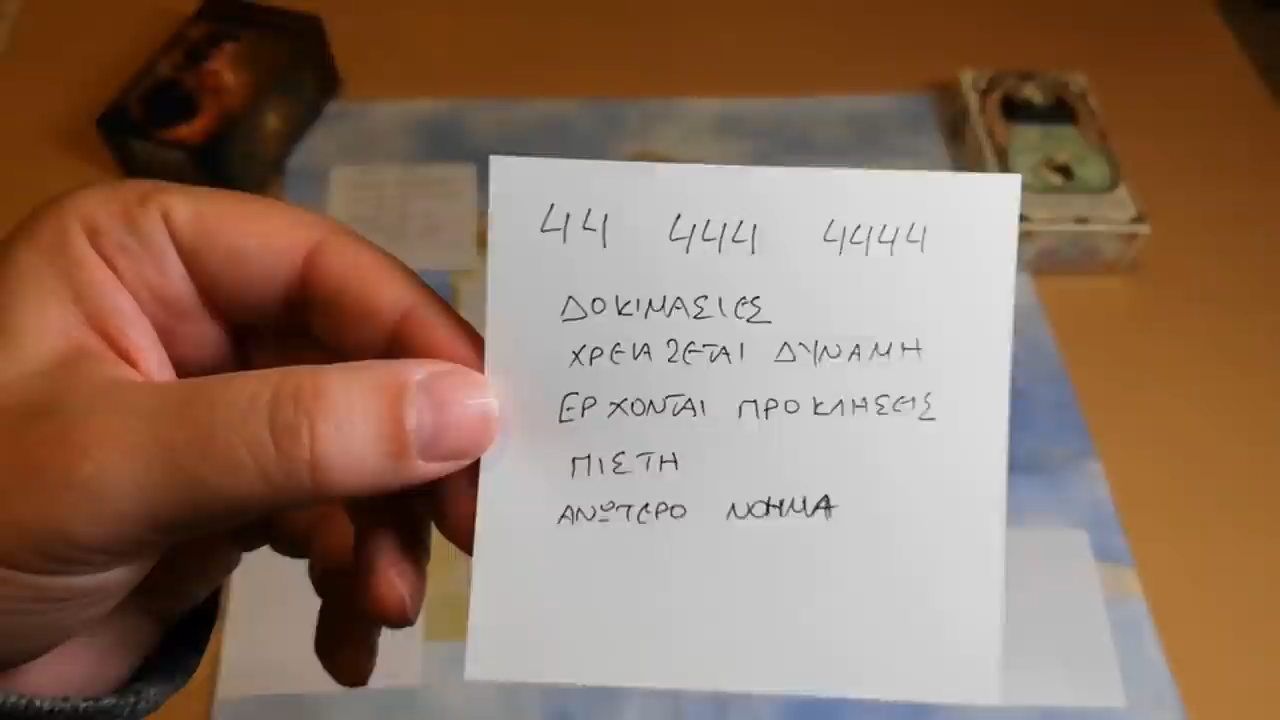 44 444 4444
ΔΟΚΙΜΑΣΙΕΣ
ΧΡΕΙΑΖΕΤΑΙ ΔΥΝΑΜΗ
ΕΡΧΟΝΤΑΙ ΠΡΟΚΛΗΣΕΙΣ
ΠΙΣΤΗ
ΑΝΩΤΕΡΟ ΝΟΗΜΑ